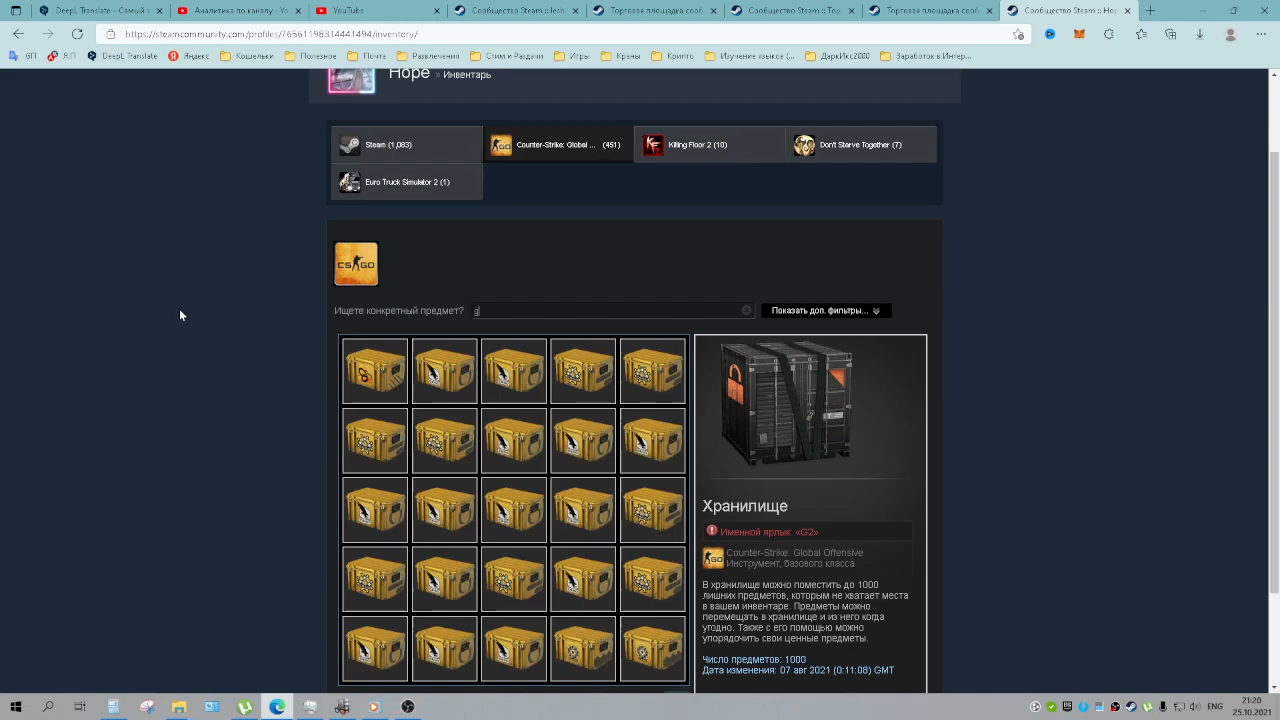 DeepL Translate – Самый т
Аналитика по каналу - Yo
YouTube
Сообщество Steam ::
Торговая площадка сооб
Сообщество Steam ::
Торговая площадка сооб
Сообщество Steam ::
https://steamcommunity.com/profiles/76561198314441494/inventory/
GП
Я.П
DeepL Translate
Яндекс
Кошельки
Полезное
Почта
Развлечения
Стим и Раздачи
Игры
Краны
Крипто
Изучение языков (...
ДаркИкс2000
Заработок в Интер...
Hope » Инвентарь
Steam (1,083)
Counter-Strike: Global ... (451)
Killing Floor 2 (10)
Don't Starve Together (7)
Euro Truck Simulator 2 (1)
CS GO
Ищете конкретный предмет?
g
Показать доп. фильтры...
Хранилище
Именной ярлык: «G2»
GO
Counter-Strike: Global Offensive
Инструмент, базового класса
В хранилище можно поместить до 1000
лишних предметов, которым не хватает места
в вашем инвентаре. Предметы можно
перемещать в хранилище и из него когда
угодно. Также с его помощью можно
упорядочить свои ценные предметы.
Число предметов: 1000
Дата изменения: 07 авг 2021 (0:11:08) GMT
ENG
21:20
25.10.2021